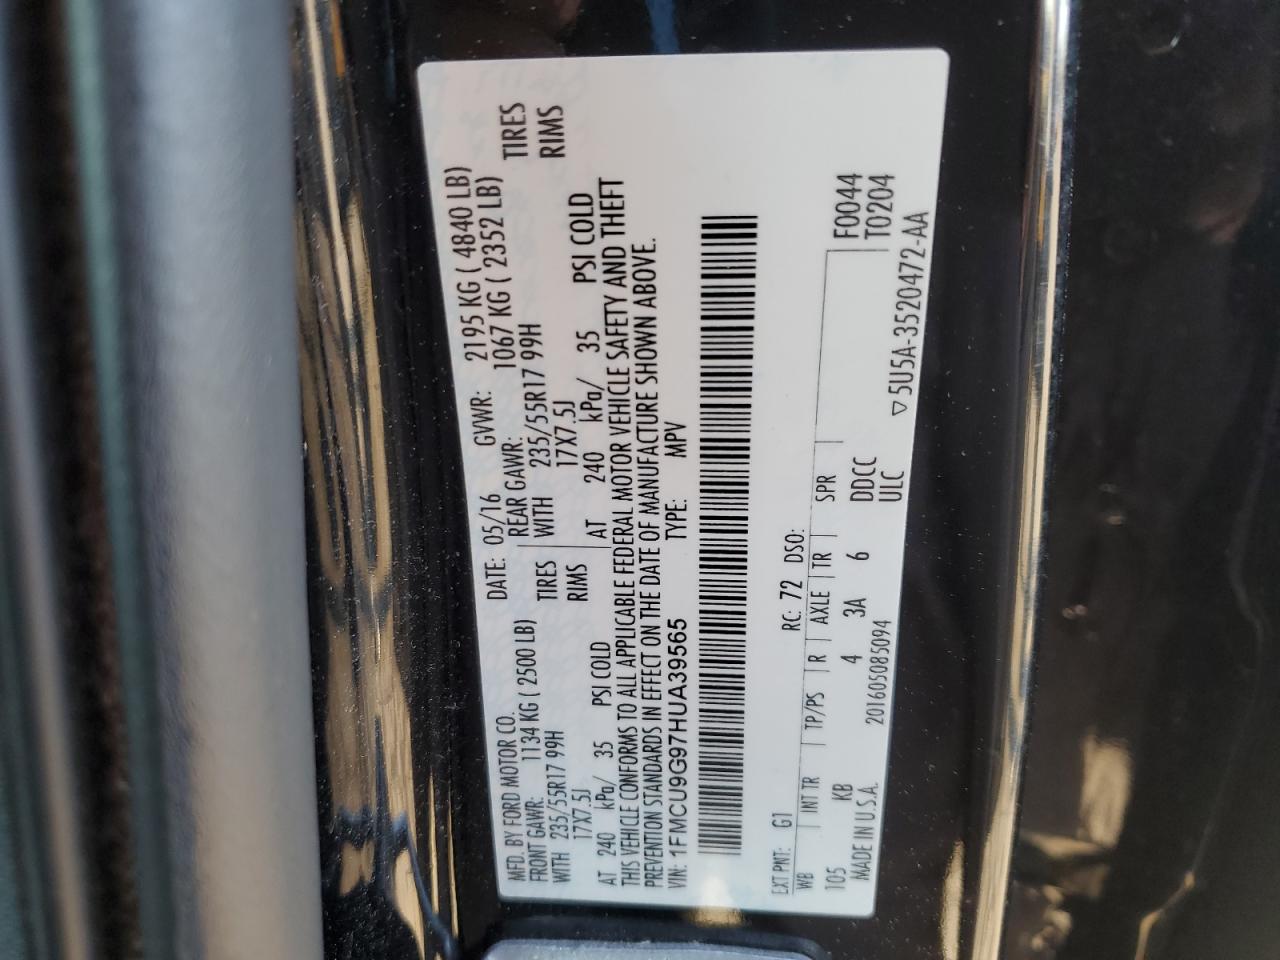 MFD. BY FORD MOTOR CO. DATE: 05/16 GVWR: 2195 KG ( 4840 LB)
FRONT GAWR: 1134 KG ( 2500 LB) REAR GAWR: 1067 KG ( 2352 LB)
WITH 235/55R17 99H TIRES WITH 235/55R17 99H TIRES
17X7.5J RIMS 17X7.5J RIMS
AT 240 kPa/ 35 PSI COLD AT 240 kPa/ 35 PSI COLD
THIS VEHICLE CONFORMS TO ALL APPLICABLE FEDERAL MOTOR VEHICLE SAFETY AND THEFT
PREVENTION STANDARDS IN EFFECT ON THE DATE OF MANUFACTURE SHOWN ABOVE.
VIN: 1FMCU9G97HUA39565 TYPE: MPV
EXT PNT: G1 RC: 72 DSO:
WB INT TR TP/PS R AXLE TR SPR F0044
105 KB 4 3A 6 DDCC T0204
MADE IN U.S.A. 201605085094 ULC
▽5U5A-3520472-AA